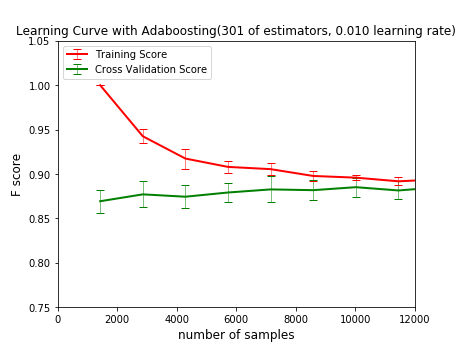 Learning Curve with Adaboosting(301 of estimators, 0.010 learning rate)
1.05
Training Score
Cross Validation Score
1.00
0.95
0.90
0.85
0.80
0.75
F score
0 2000 4000 6000 8000 10000 12000
number of samples